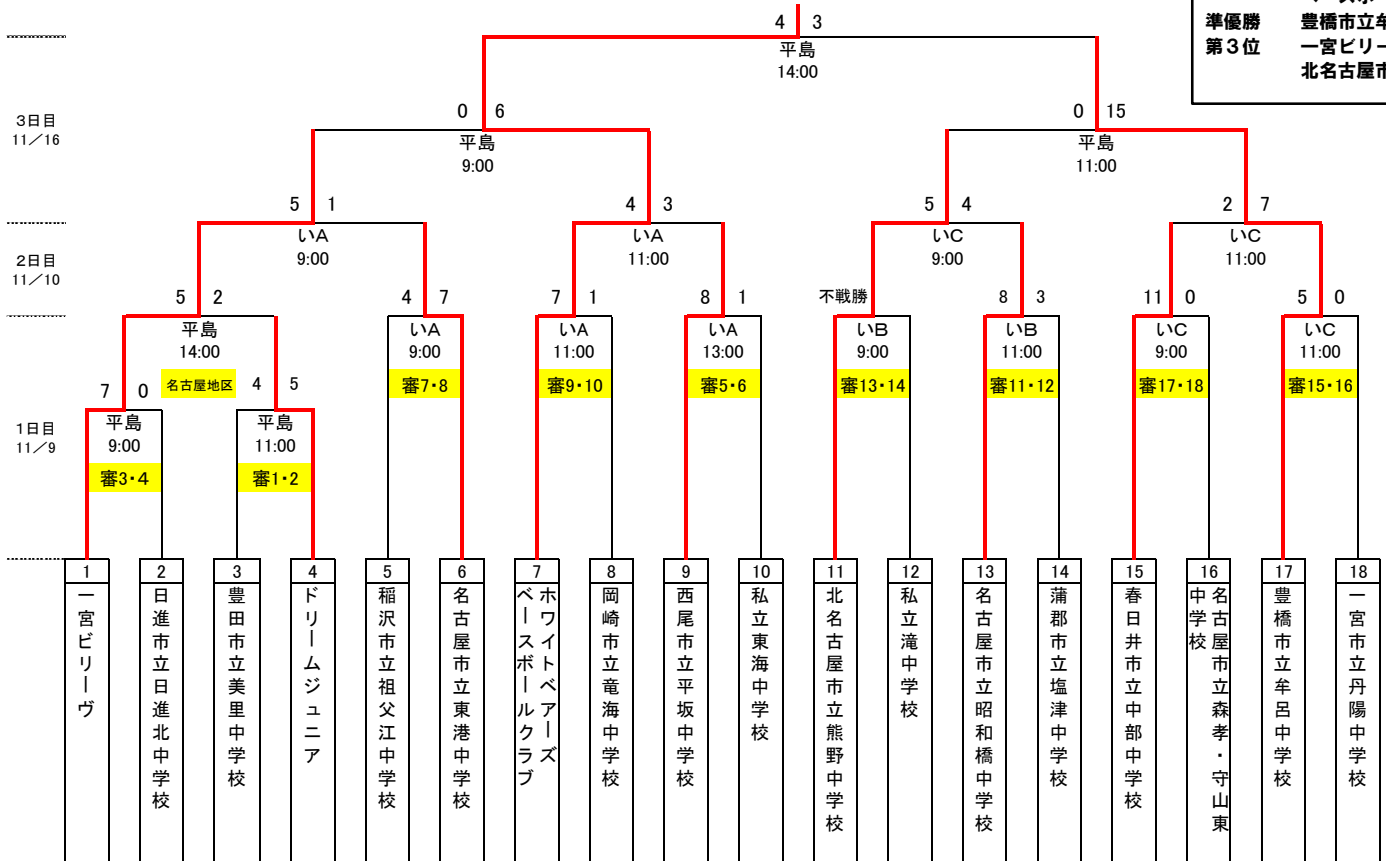 4 3
平島
14:00
準優勝 豊橋市立
第3位 一宮ビリー
北名古屋市
3日目
11/16
0 6
平島
9:00
0 15
平島
11:00
2日目
11/10
5 1
いA
9:00
4 3
いA
11:00
5 4
いC
9:00
2 7
いC
11:00
1日目
11/9
5 2
平島
14:00
名古屋地区
4 7
いA
9:00
審7・8
7 1
いA
11:00
審9・10
8 1
いA
13:00
審5・6
不戦勝
いB
9:00
審13・14
8 3
いB
11:00
審11・12
11 0
いC
9:00
審17・18
5 0
いC
11:00
審15・16
7 0
平島
9:00
審3・4
4 5
平島
11:00
審1・2
1
一宮ビリーヴ
2
日進市立日進北中学校
3
豊田市立美里中学校
4
ドリームジュニア
5
稲沢市立祖父江中学校
6
名古屋市立東港中学校
7
ホワイトベアーズ
ベースボールクラブ
8
岡崎市立竜海中学校
9
西尾市立平坂中学校
10
私立東海中学校
11
北名古屋市立熊野中学校
12
私立滝中学校
13
名古屋市立昭和橋中学校
14
蒲郡市立塩津中学校
15
春日井市立中部中学校
16
名古屋市立森孝・守山東
中学校
17
豊橋市立牟呂中学校
18
一宮市立丹陽中学校